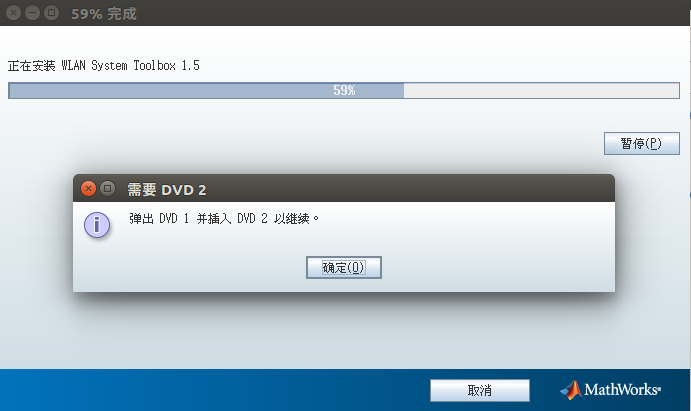 59% 完成
正在安装 WLAN System Toolbox 1.5
59%
暂停(P)
需要 DVD 2
弹出 DVD 1 并插入 DVD 2 以继续。
确定(O)
取消
MathWorks®